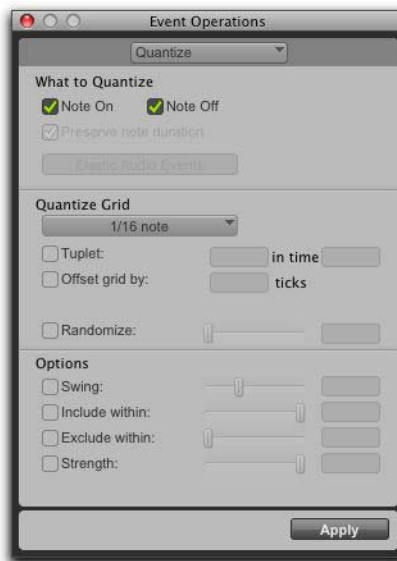 Event Operations
Quantize
What to Quantize
Note On Note Off
Preserve note duration
Elastic Audio Events
Quantize Grid
1/16 note
Tuplet: in time
Offset grid by: ticks
Randomize:
Options
Swing:
Include within:
Exclude within:
Strength:
Apply